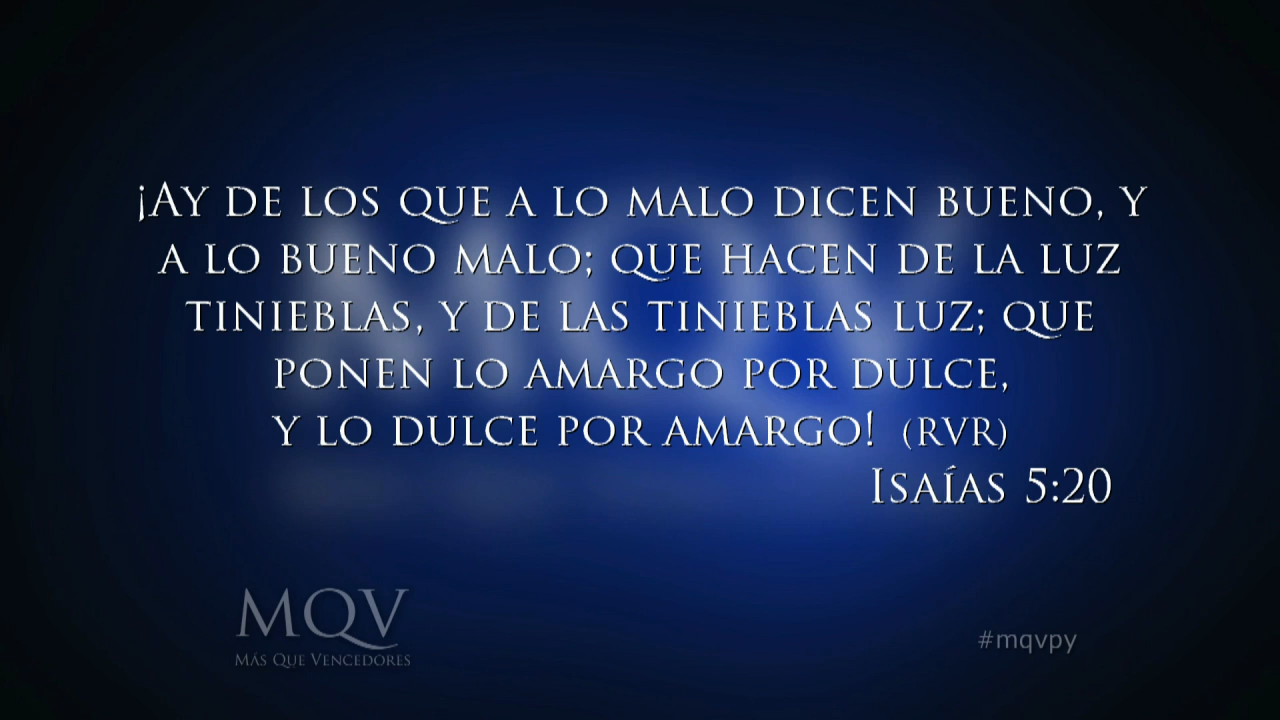 ¡Ay de los que a lo malo dicen bueno, y
a lo bueno malo; que hacen de la luz
tinieblas, y de las tinieblas luz; que
ponen lo amargo por dulce,
y lo dulce por amargo! (RVR)
Isaías 5:20
MQV
Más Que Vencedores
#mqvpy